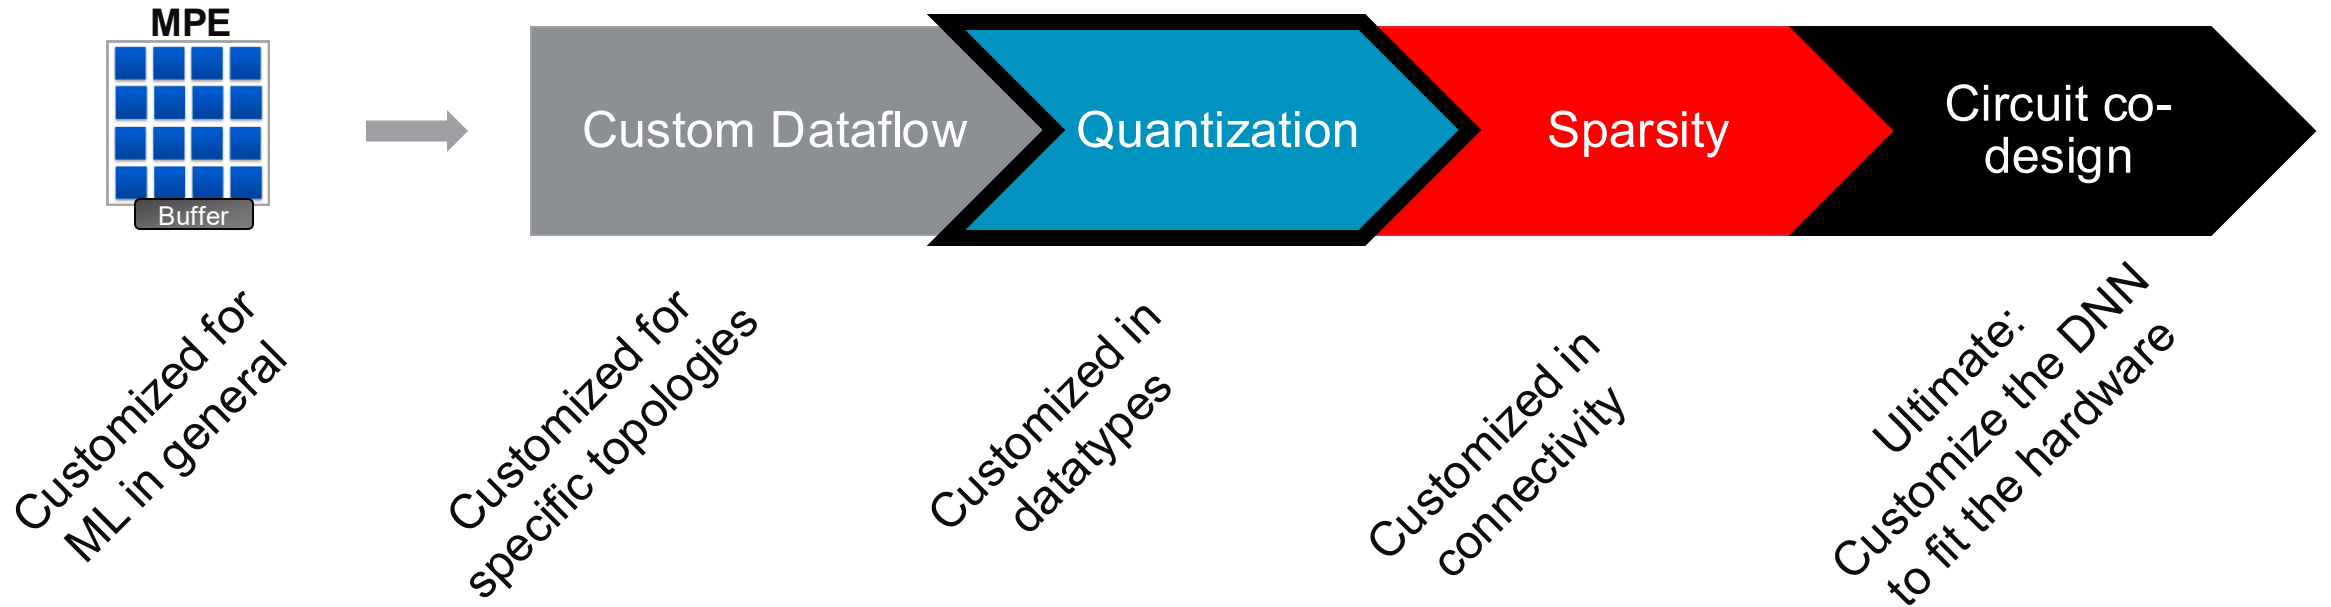 MPE
Buffer
Custom Dataflow
Quantization
Sparsity
Circuit co-
design
Customized for
ML in general
Customized for
specific topologies
Customized in
datatypes
Customized in
connectivity
Ultimate:
Customize the DNN
to fit the hardware